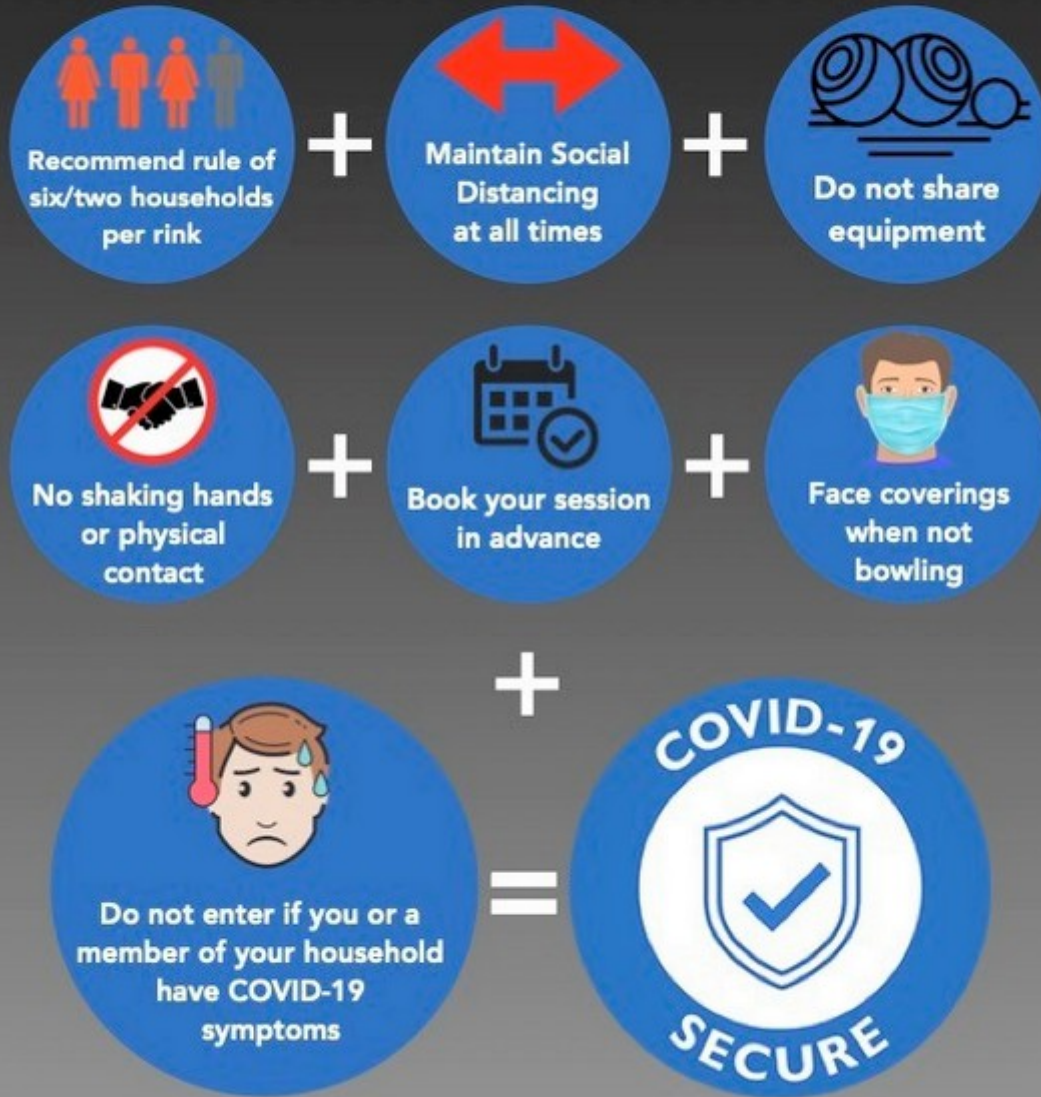 Recommend rule of
six/two households
per rink
+
Maintain Social
Distancing
at all times
+
Do not share
equipment
No shaking hands
or physical
contact
+
Book your session
in advance
+
Face coverings
when not
bowling
+
Do not enter if you or a
member of your household
have COVID-19
symptoms
=
COVID-19
SECURE